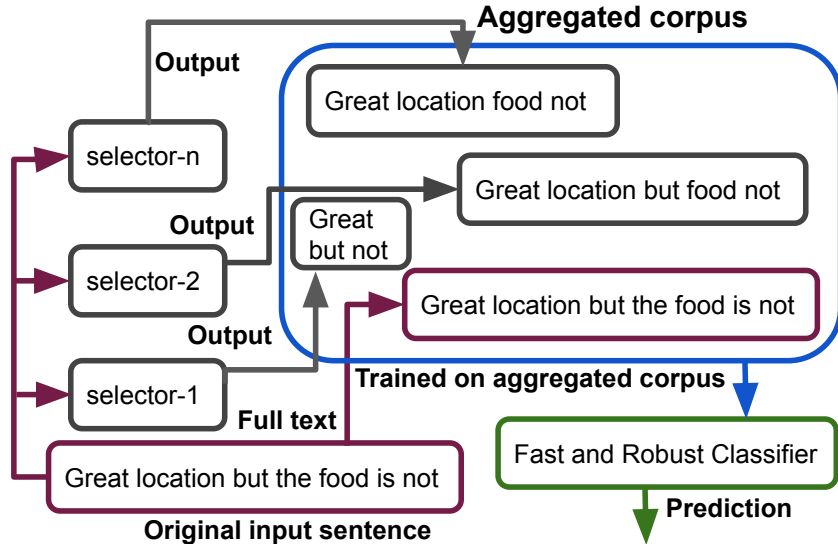 Aggregated corpus
Output
Great location food not
selector-n
Great location but food not
Output
Great
but not
selector-2
Great location but the food is not
Output
Trained on aggregated corpus
selector-1
Full text
Fast and Robust Classifier
Great location but the food is not
Prediction
Original input sentence